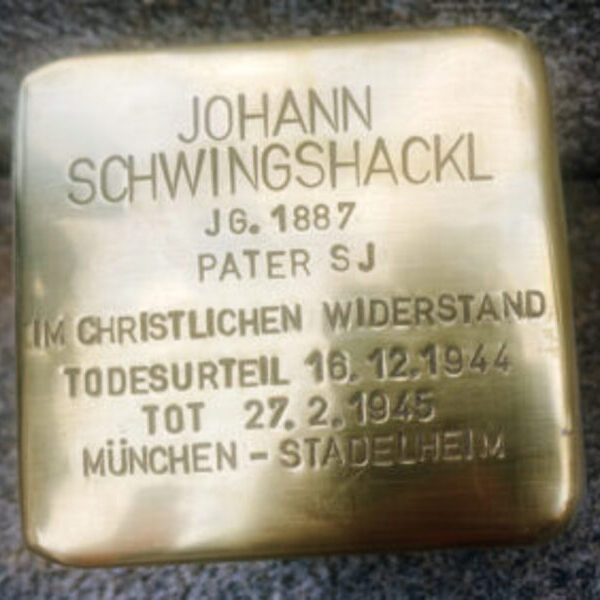 JOHANN
SCHWINGSHACKL
JG. 1887
PATER SJ
IM CHRISTLICHEN WIDERSTAND
TODESURTEIL 16.12.1944
TOT 27.2.1945
MÜNCHEN - STADELHEIM